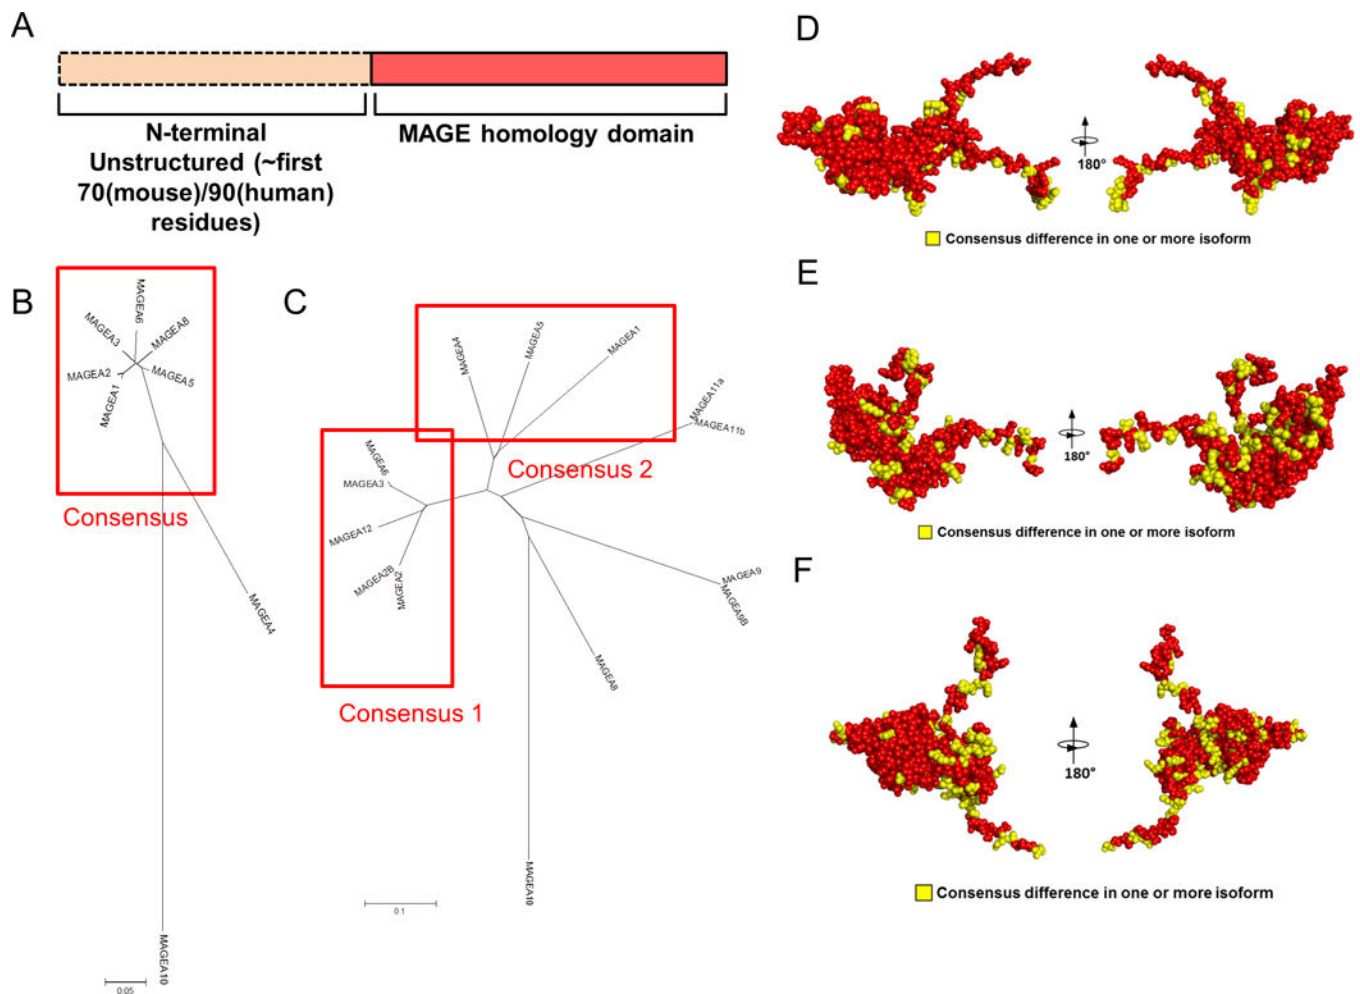 A
N-terminal
Unstructured (~first
70(mouse)/90(human)
residues)
MAGE homology domain
B
MAGEA6
MAGEA3
MAGEA8
MAGEA2
MAGEA5
MAGEA1
Consensus
MAGEA4
MAGEA10
0.05
C
MAGEA4
MAGEA5
MAGEA1
MAGEA11a
MAGEA11b
Consensus 2
MAGEA6
MAGEA3
MAGEA12
MAGEA2B
MAGEA2
Consensus 1
MAGEA9
MAGEA9B
MAGEA8
MAGEA10
0.1
D
180°
Consensus difference in one or more isoform
E
180°
Consensus difference in one or more isoform
F
180°
Consensus difference in one or more isoform